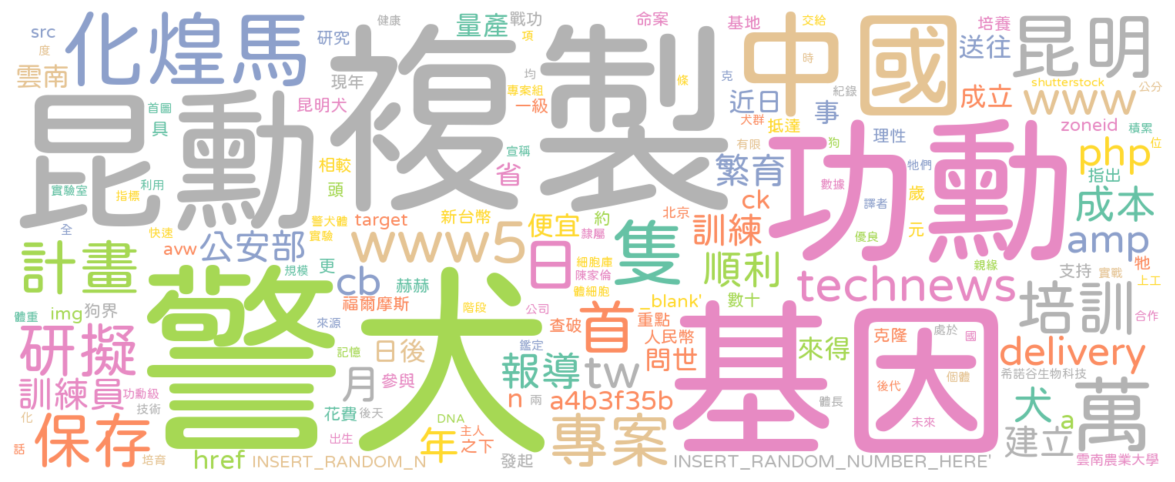 src 化煌馬 研究 健康 量產 戰功 命案 基地 交給 培養 昆明
度 雲南 現年 項 中國 時 送往
複製 均 條 克 shutterstock
首圖 昆明犬 專案組 一級 近日 事 紀錄 成立 www 公分
具 昆勳 犬群 抵達 理性 zoneid 積累
相較 宣稱 有限 功勳 狗 php 位
實驗室 指標 利用 頭 省 繁育 數據 牠們 指出
警犬體 target 新台幣 便宜 約 北京 ck 譯者 歲 成本
全 快速 實驗 www5 日 隸屬 隻 訓練 優良 元 amp
計畫 avw 公安部 規模 更 細胞庫 陳家倫 順利 親緣 支持 實戰 牠
cb 赫赫 體細胞 數十 technews 上工
體重 img 狗界 來源 福爾摩斯 階段 公司 首 _blank' 重點 基因 培訓 合作
警犬 查破 人民幣 克隆 處於 國
研擬 記憶 日後 鑑定 報導 問世 來得 delivery
訓練員 功勳級 月 參與 tw 後代 個體 希諾谷生物科技
化 技術 花費 後天 DNA n 兩 a4b3f35b 體長 未來 犬 a 萬
話 保存 出生 年 主人 之下 專案 建立
培育 href INSERT_RANDOM_N 發起 INSERT_RANDOM_NUMBER_HERE' 雲南農業大學